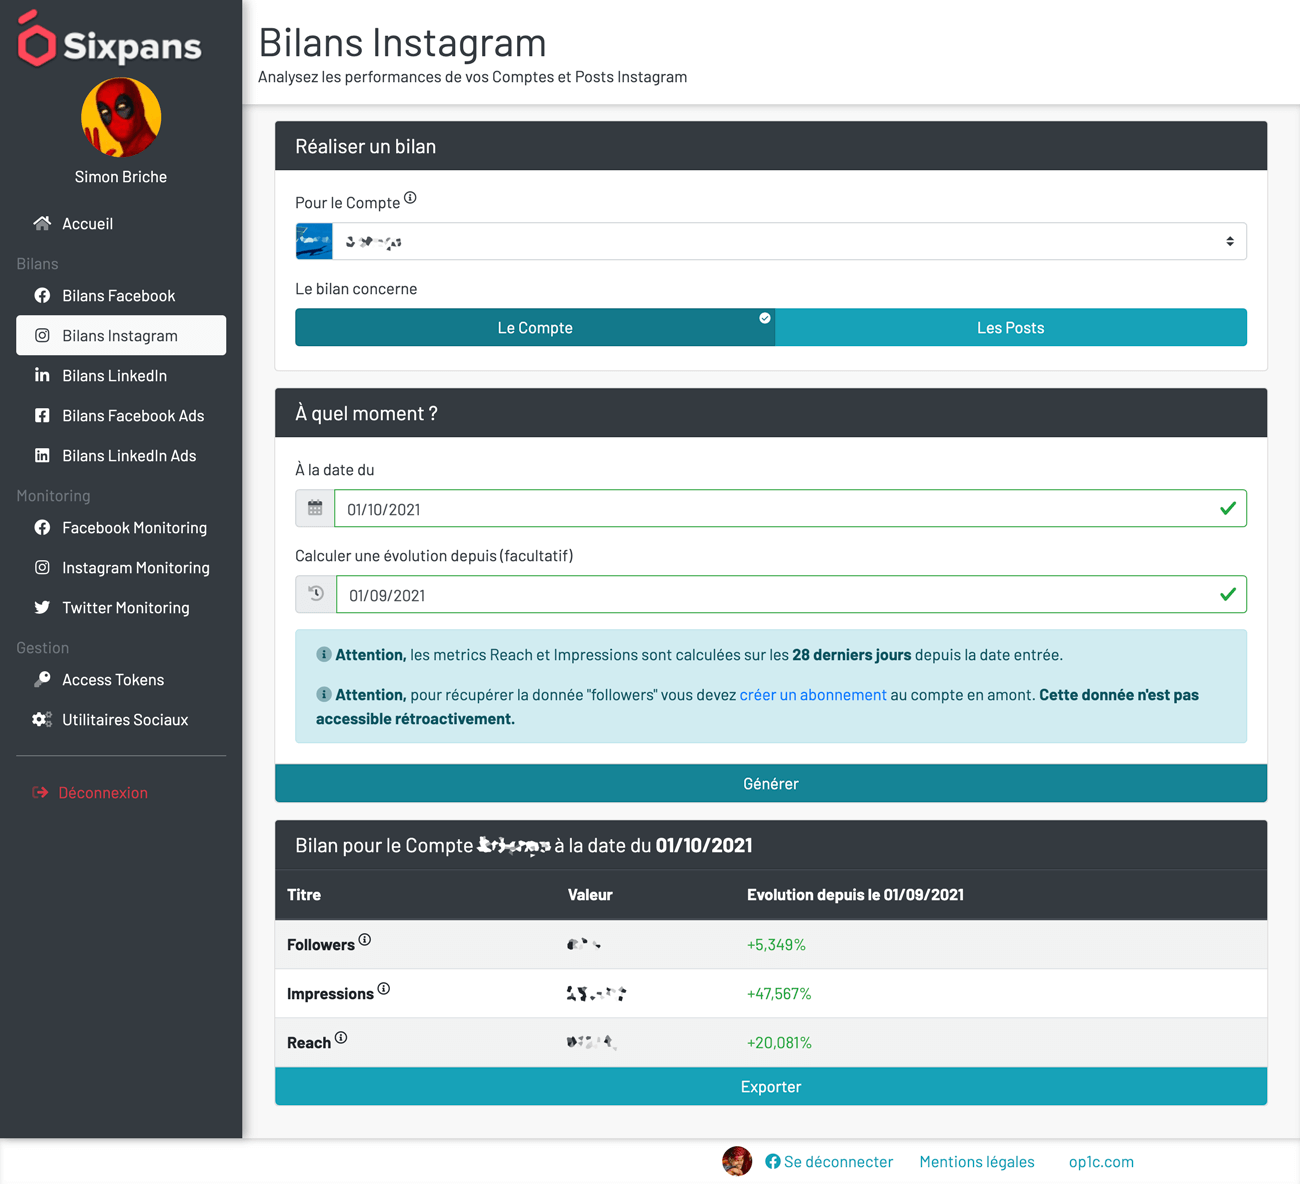 Sixpans
Simon Briche
Accueil
Bilans
Bilans Facebook
Bilans Instagram
Bilans LinkedIn
Bilans Facebook Ads
Bilans LinkedIn Ads
Monitoring
Facebook Monitoring
Instagram Monitoring
Twitter Monitoring
Gestion
Access Tokens
Utilitaires Sociaux
Déconnexion
Bilans Instagram
Analysez les performances de vos Comptes et Posts Instagram
Réaliser un bilan
Pour le Compte
Le bilan concerne
Le Compte Les Posts
À quel moment ?
À la date du
01/10/2021
Calculer une évolution depuis (facultatif)
01/09/2021
Attention, les metrics Reach et Impressions sont calculées sur les 28 derniers jours depuis la date entrée.
Attention, pour récupérer la donnée "followers" vous devez créer un abonnement au compte en amont. Cette donnée n'est pas
accessible rétroactivement.
Générer
Bilan pour le Compte à la date du 01/10/2021
Titre Valeur Evolution depuis le 01/09/2021
Followers +5,349%
Impressions +47,567%
Reach +20,081%
Exporter
Se déconnecter Mentions légales op1c.com